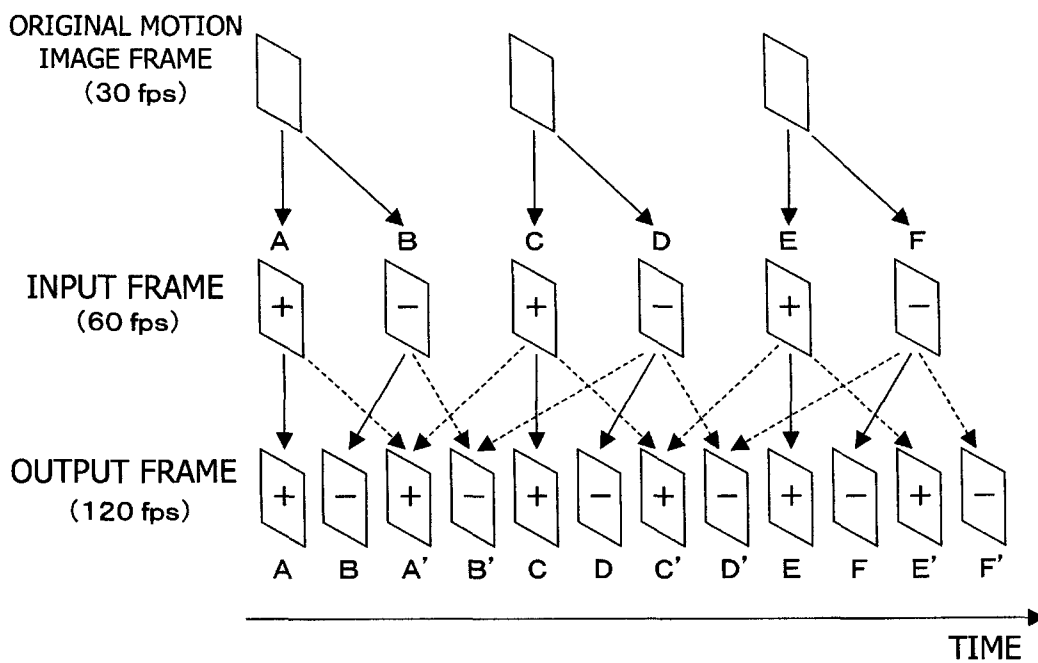 ORIGINAL MOTION
IMAGE FRAME
(30 fps)
A B C D E F
INPUT FRAME
(60 fps)
+ − + − + −
OUTPUT FRAME
(120 fps)
+ − + − + − + − + − + −
A B A' B' C D C' D' E F E' F'
TIME